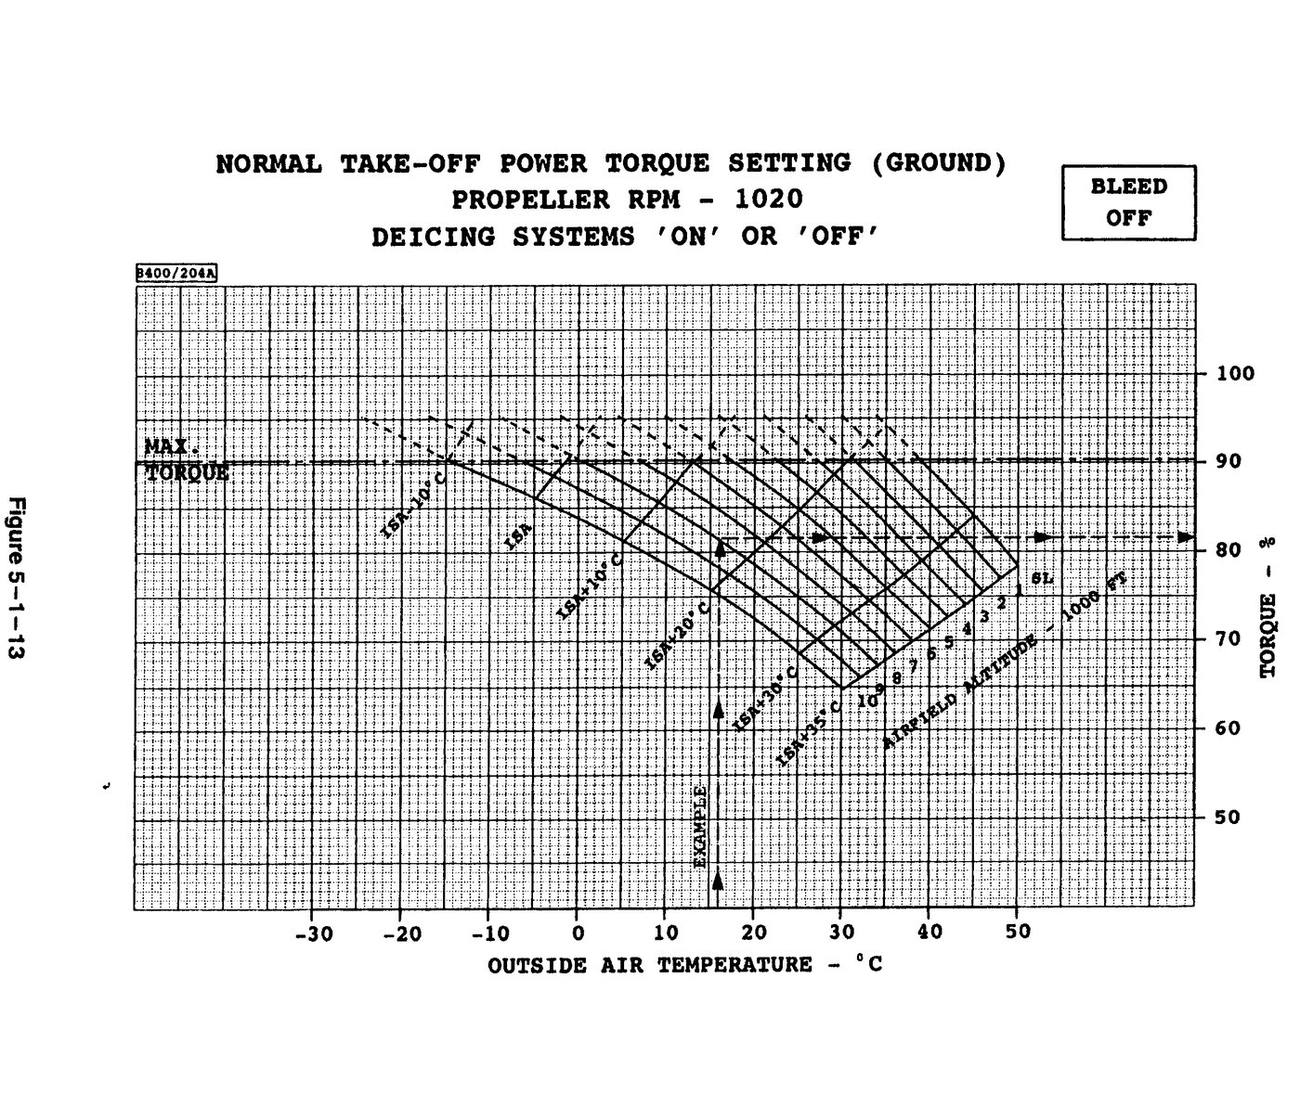 NORMAL TAKE-OFF POWER TORQUE SETTING (GROUND)
PROPELLER RPM - 1020
DEICING SYSTEMS 'ON' OR 'OFF'
BLEED
OFF
8400/204A
100
90
80
70
60
50
TORQUE - %
MAX.
TORQUE
ISA-10°C
ISA
ISA+10°C
ISA+20°C
ISA+30°C
ISA+35°C
SL
1
2
3
4
5
6
7
8
9
10
AIRFIELD ALTITUDE - 1000 FT
EXAMPLE
-30 -20 -10 0 10 20 30 40 50
OUTSIDE AIR TEMPERATURE - °C
Figure 5-1-13